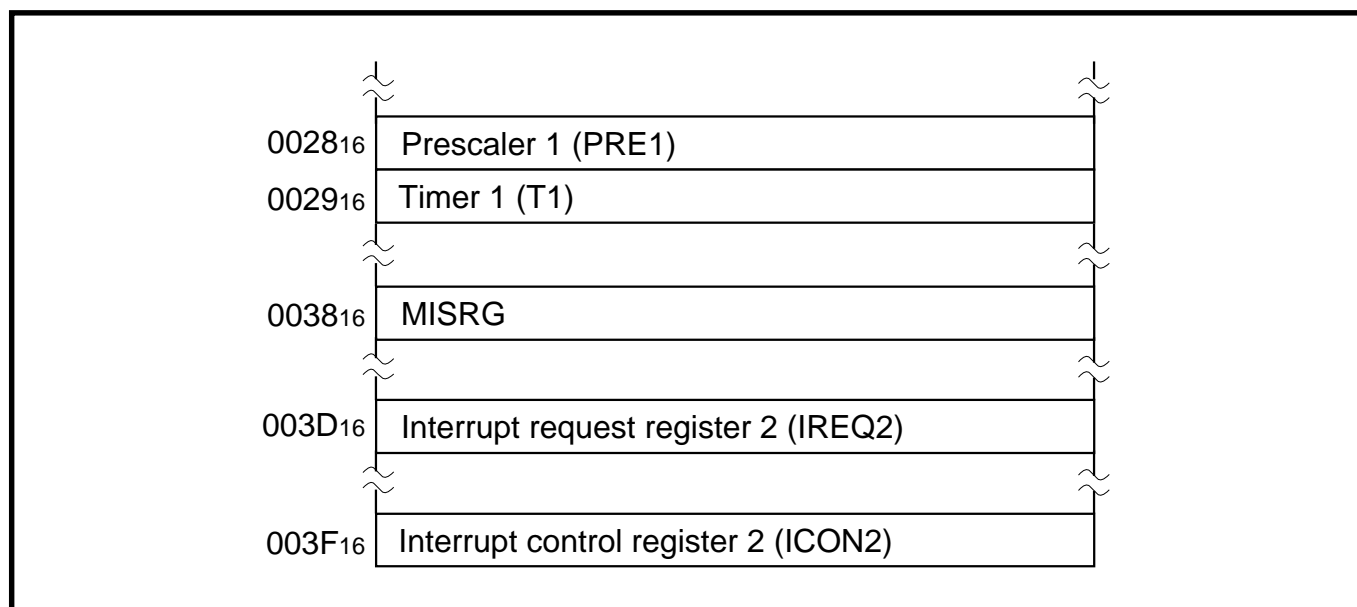 0028₁₆ Prescaler 1 (PRE1)
0029₁₆ Timer 1 (T1)
0038₁₆ MISRG
003D₁₆ Interrupt request register 2 (IREQ2)
003F₁₆ Interrupt control register 2 (ICON2)